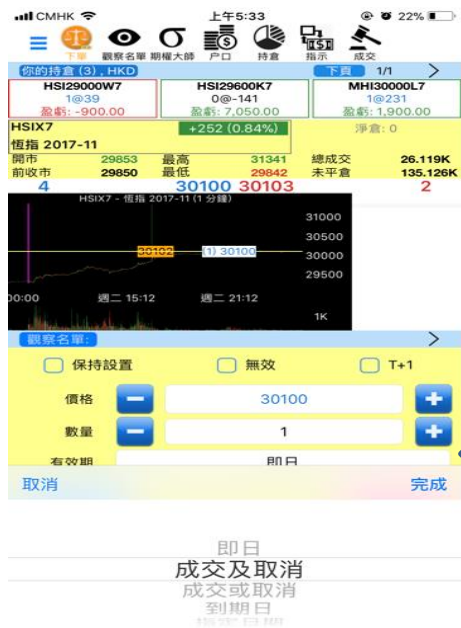 CMHK 上午5:33 22%
下單 觀察名單 期權大師 戶口 持倉 指示 成交
你的持倉 (3) , HKD 下頁 1/1
HSI29000W7 HSI29600K7 MHI30000L7
1@39 0@-141 1@231
盈虧: -900.00 盈虧: 7,050.00 盈虧: 1,900.00
HSIX7 +252 (0.84%) 淨倉: 0
恆指 2017-11
開市 29853 最高 31341 總成交 26.119K
前收市 29850 最低 29842 未平倉 135.126K
4 30100 30103 2
HSIX7 - 恆指 2017-11 (1 分鐘)
31000
30500
30102 (1) 30100 30000
29500
00:00 週二 15:12 週二 21:12
1K
觀察名單:
保持設置 無效 T+1
價格 30100
數量 1
有效期 即日
取消 完成
即日
成交及取消
成交或取消
到期日
指定日期